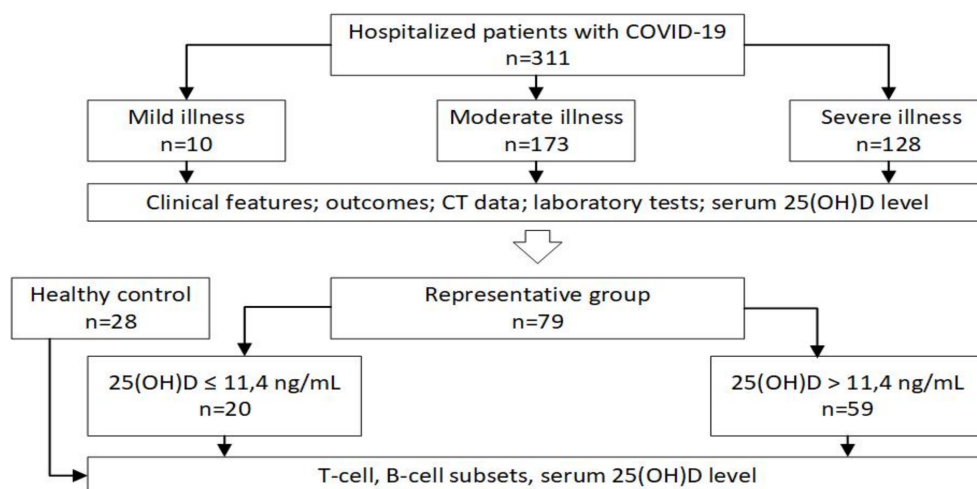 Hospitalized patients with COVID-19
n=311
Mild illness
n=10
Moderate illness
n=173
Severe illness
n=128
Clinical features; outcomes; CT data; laboratory tests; serum 25(OH)D level
Healthy control
n=28
Representative group
n=79
25(OH)D ≤ 11,4 ng/mL
n=20
25(OH)D > 11,4 ng/mL
n=59
T-cell, B-cell subsets, serum 25(OH)D level